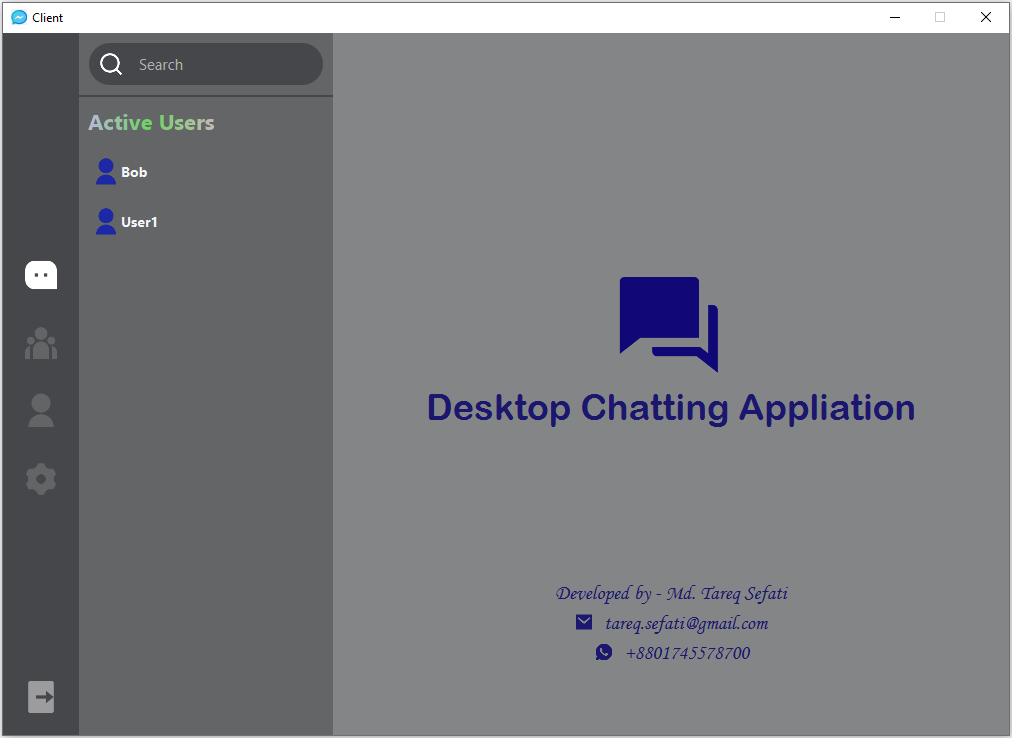 Client
Search
Active Users
Bob
User1
Desktop Chatting Appliation
Developed by - Md. Tareq Sefati
tareq.sefati@gmail.com
+8801745578700